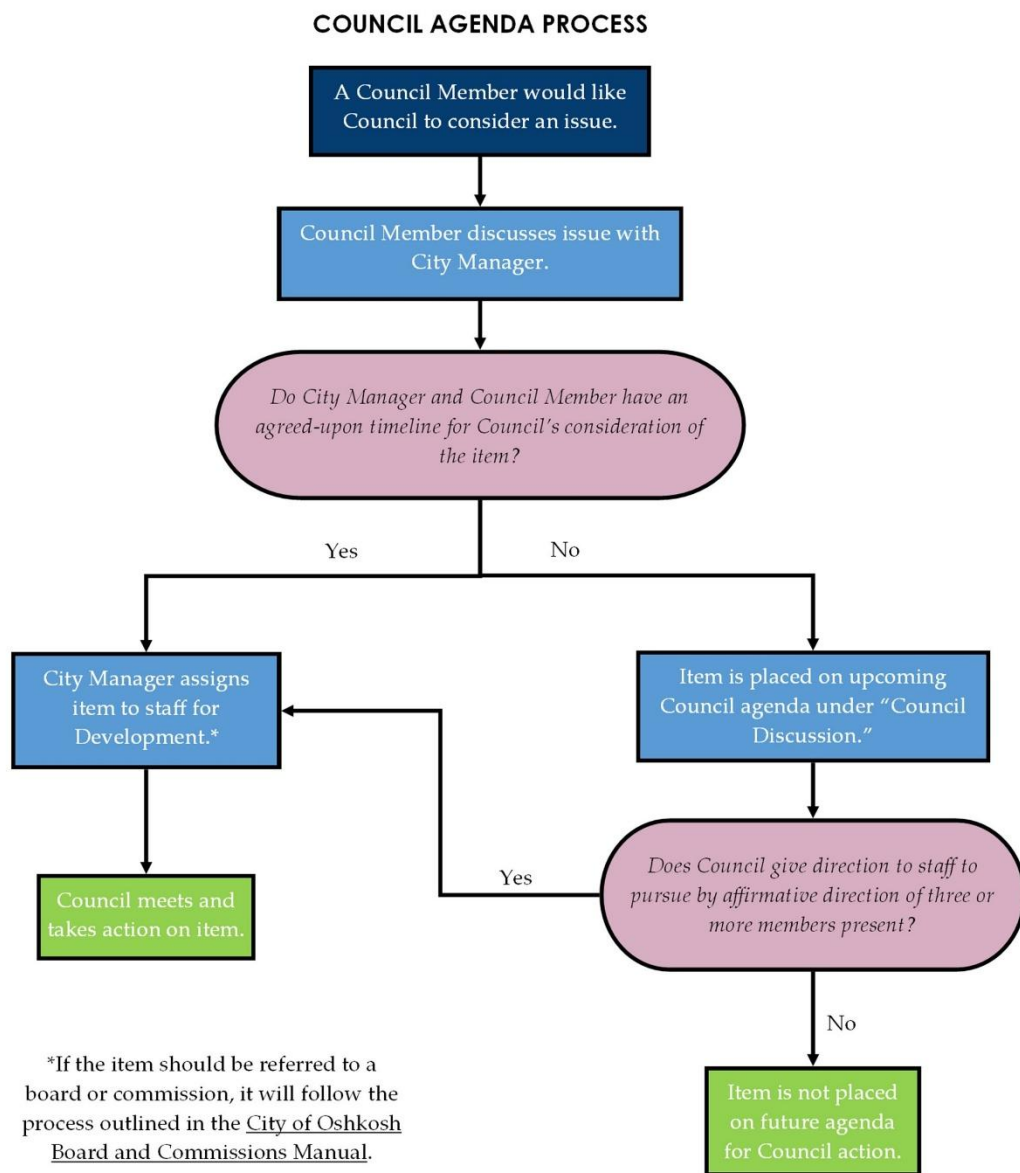 COUNCIL AGENDA PROCESS
A Council Member would like
Council to consider an issue.
Council Member discusses issue with
City Manager.
Do City Manager and Council Member have an
agreed-upon timeline for Council's consideration of
the item?
Yes
No
City Manager assigns
item to staff for
Development.*
Item is placed on upcoming
Council agenda under “Council
Discussion.”
Council meets and
takes action on item.
Yes
Does Council give direction to staff to
pursue by affirmative direction of three or
more members present?
No
*If the item should be referred to a
board or commission, it will follow the
process outlined in the City of Oshkosh
Board and Commissions Manual.
Item is not placed
on future agenda
for Council action.